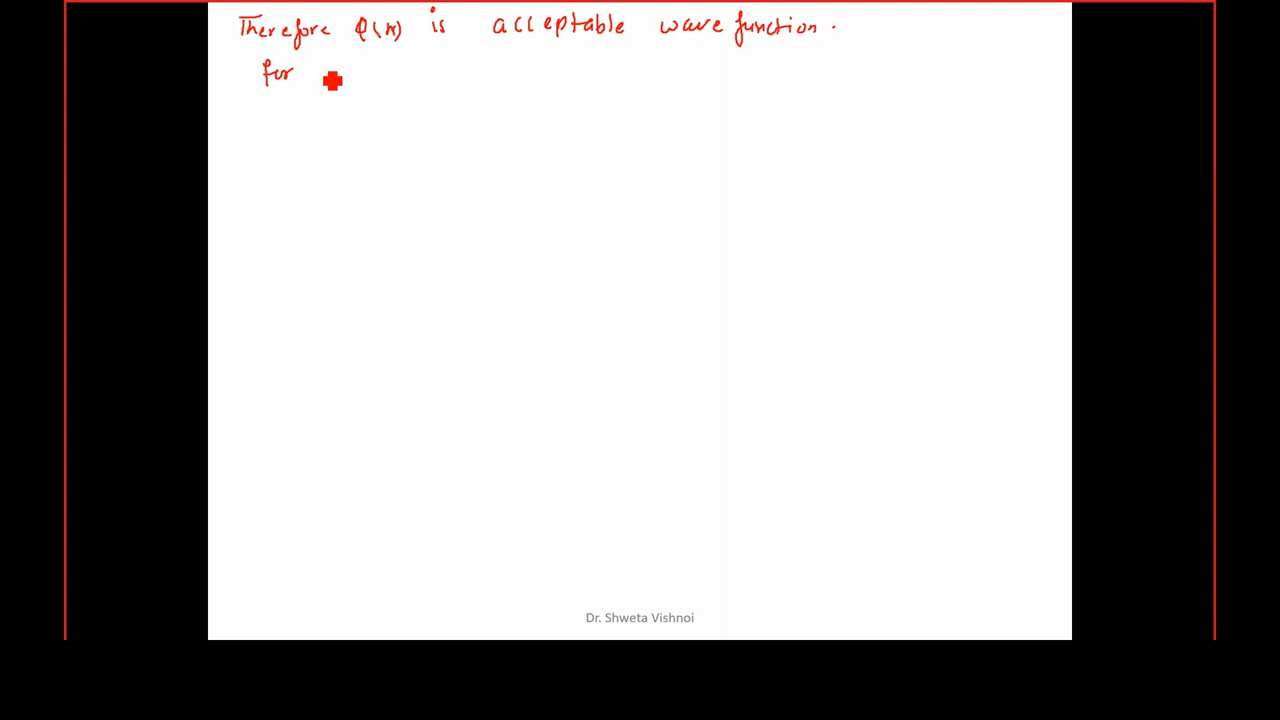 Therefore φ(x) is acceptable wave function.
for
Dr. Shweta Vishnoi